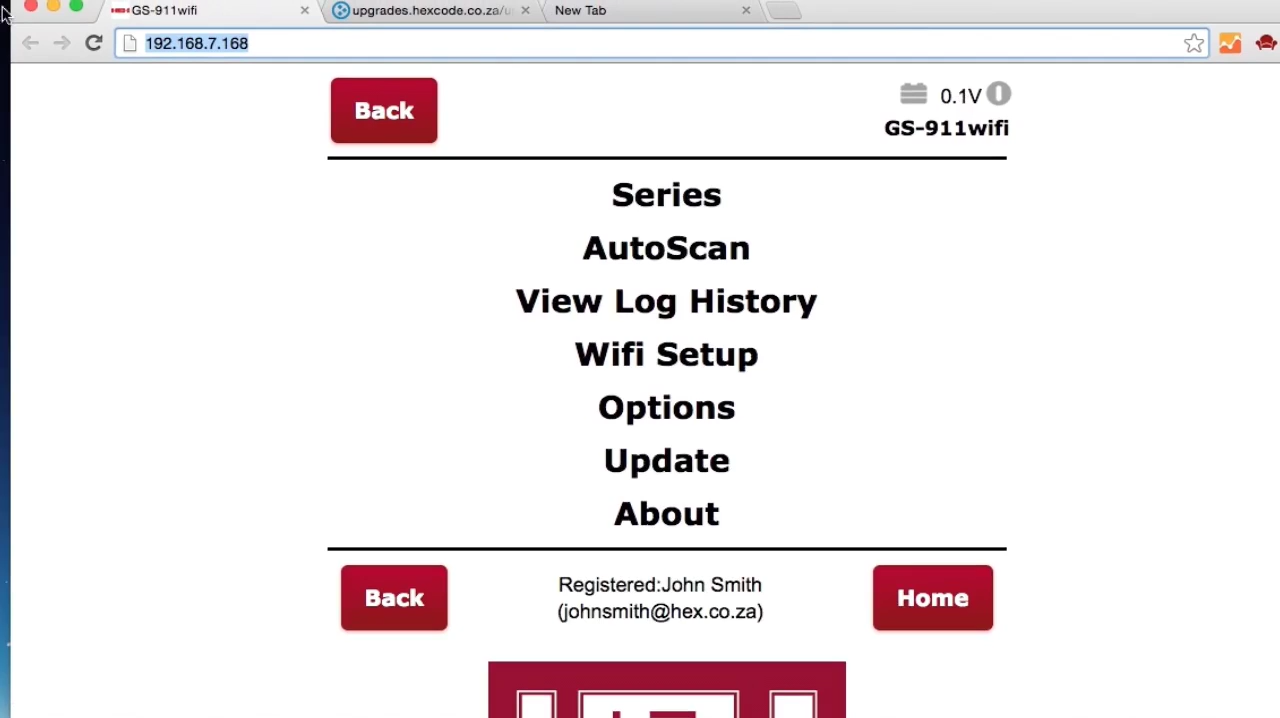 GS-911wifi
upgrades.hexcode.co.za/u
New Tab
192.168.7.168
Back
0.1V
GS-911wifi
Series
AutoScan
View Log History
Wifi Setup
Options
Update
About
Back
Registered:John Smith
(johnsmith@hex.co.za)
Home